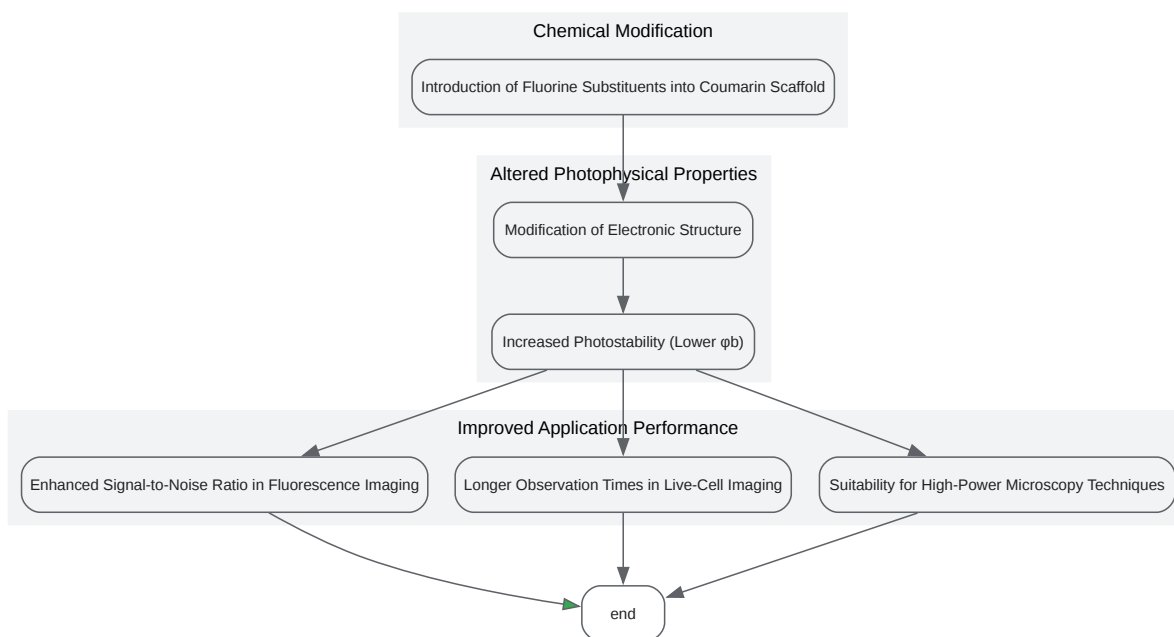 Chemical Modification
Introduction of Fluorine Substituents into Coumarin Scaffold
Altered Photophysical Properties
Modification of Electronic Structure
Increased Photostability (Lower φb)
Improved Application Performance
Enhanced Signal-to-Noise Ratio in Fluorescence Imaging
Longer Observation Times in Live-Cell Imaging
Suitability for High-Power Microscopy Techniques
end